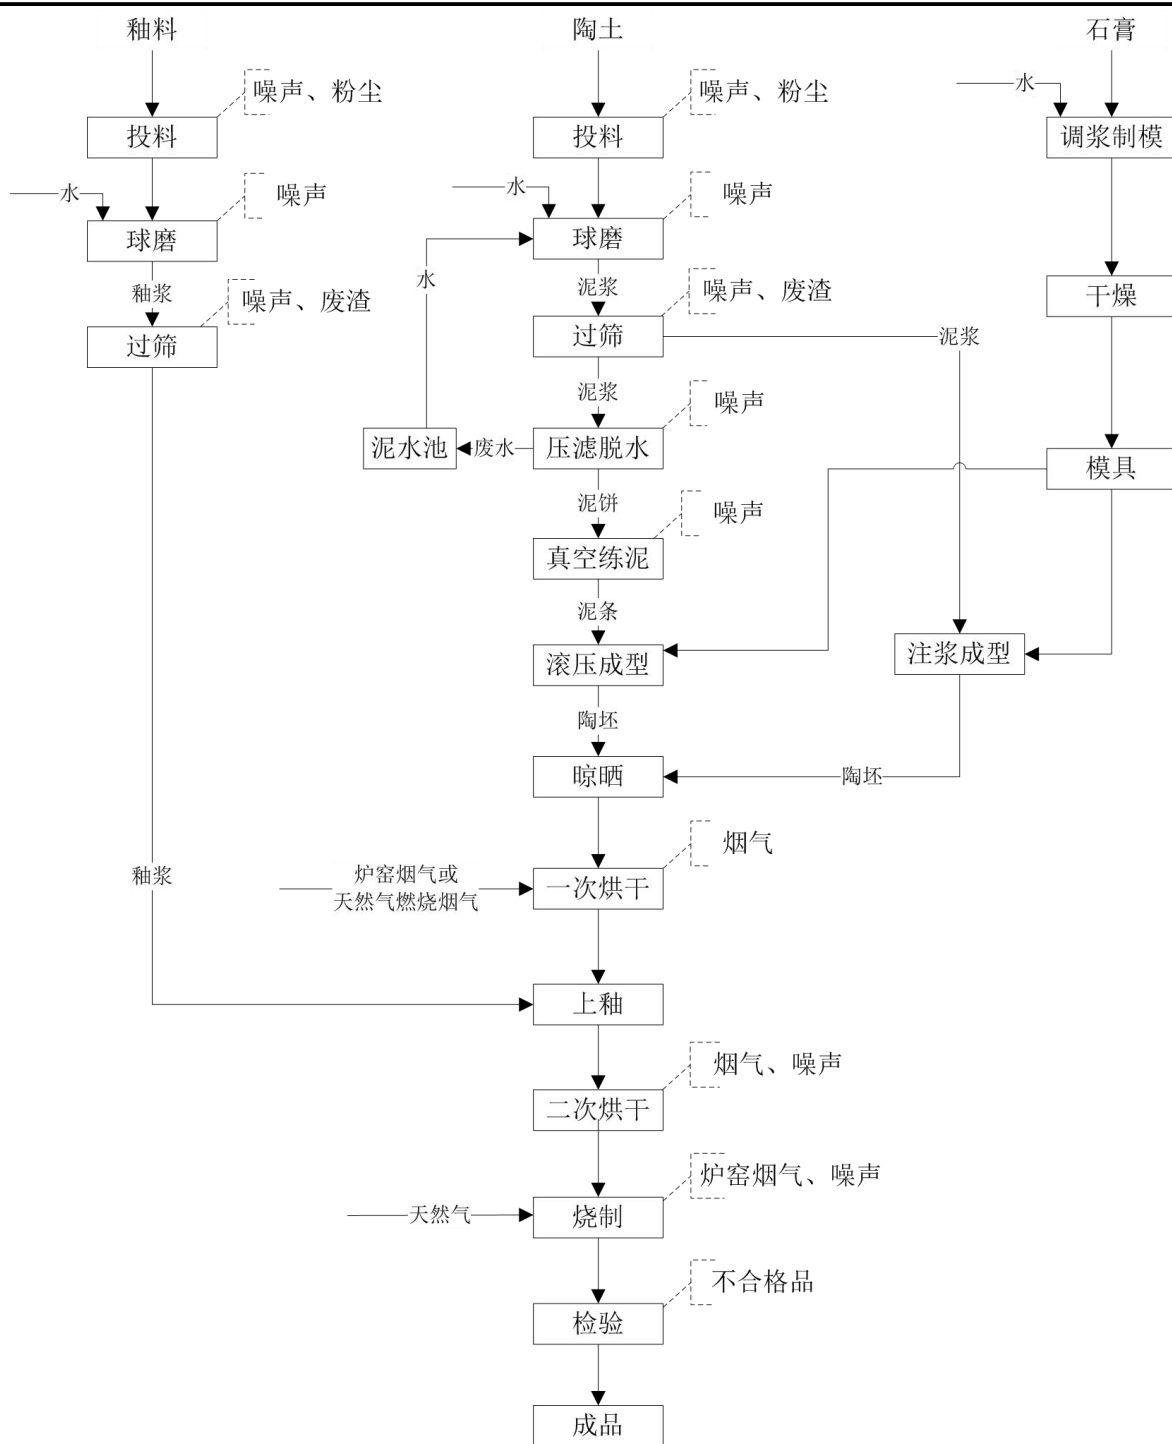 釉料 陶土 石膏
噪声、粉尘 噪声、粉尘 水
投料 投料 调浆制模
水 噪声 水 噪声
球磨 球磨
水
釉浆 泥浆 干燥
噪声、废渣 噪声、废渣
过筛 过筛 泥浆
泥浆
噪声
泥水池 废水 压滤脱水 模具
泥饼
噪声
真空练泥
泥条
滚压成型 注浆成型
陶坯
晾晒 陶坯
烟气
釉浆 炉窑烟气或
天然气燃烧烟气
一次烘干
上釉
烟气、噪声
二次烘干
炉窑烟气、噪声
天然气 烧制
不合格品
检验
成品